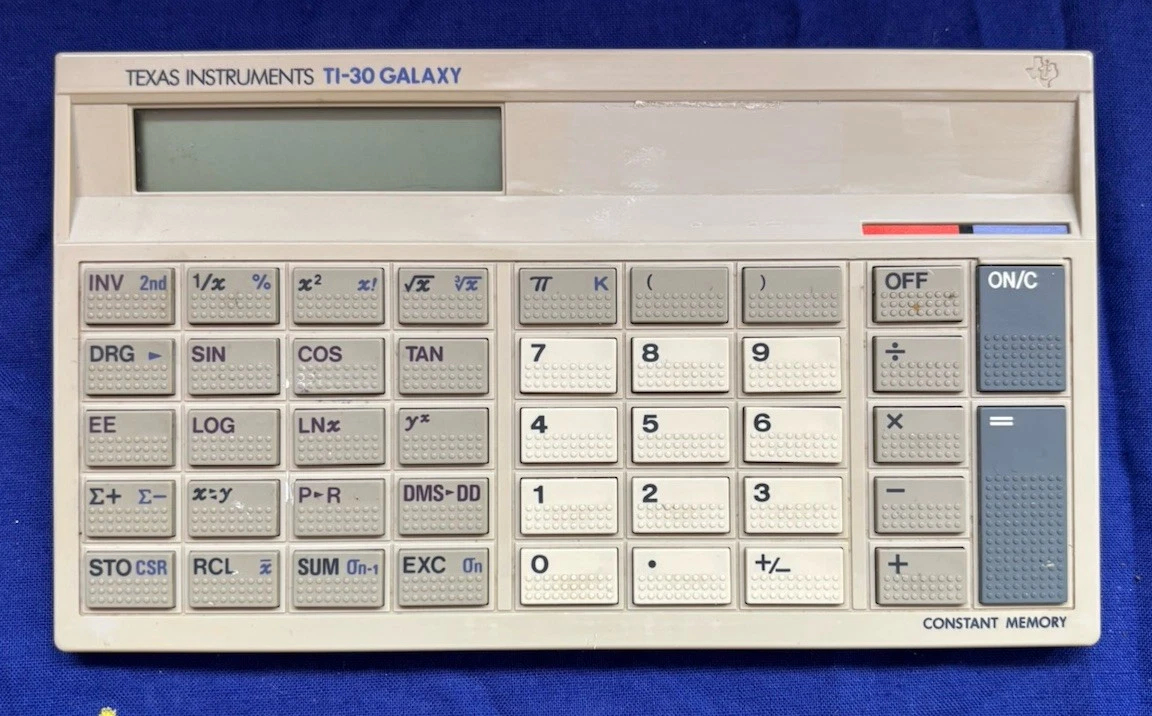 TEXAS INSTRUMENTS TI-30 GALAXY
INV 2nd 1/x % x² x! √x ³√x π K ( ) OFF ON/C
DRG ► SIN COS TAN 7 8 9 ÷
EE LOG LNx yˣ 4 5 6 × =
Σ+ Σ− x⇄y P►R DMS►DD 1 2 3 −
STO CSR RCL x̅ SUM σn-1 EXC σn 0 . +/− +
CONSTANT MEMORY